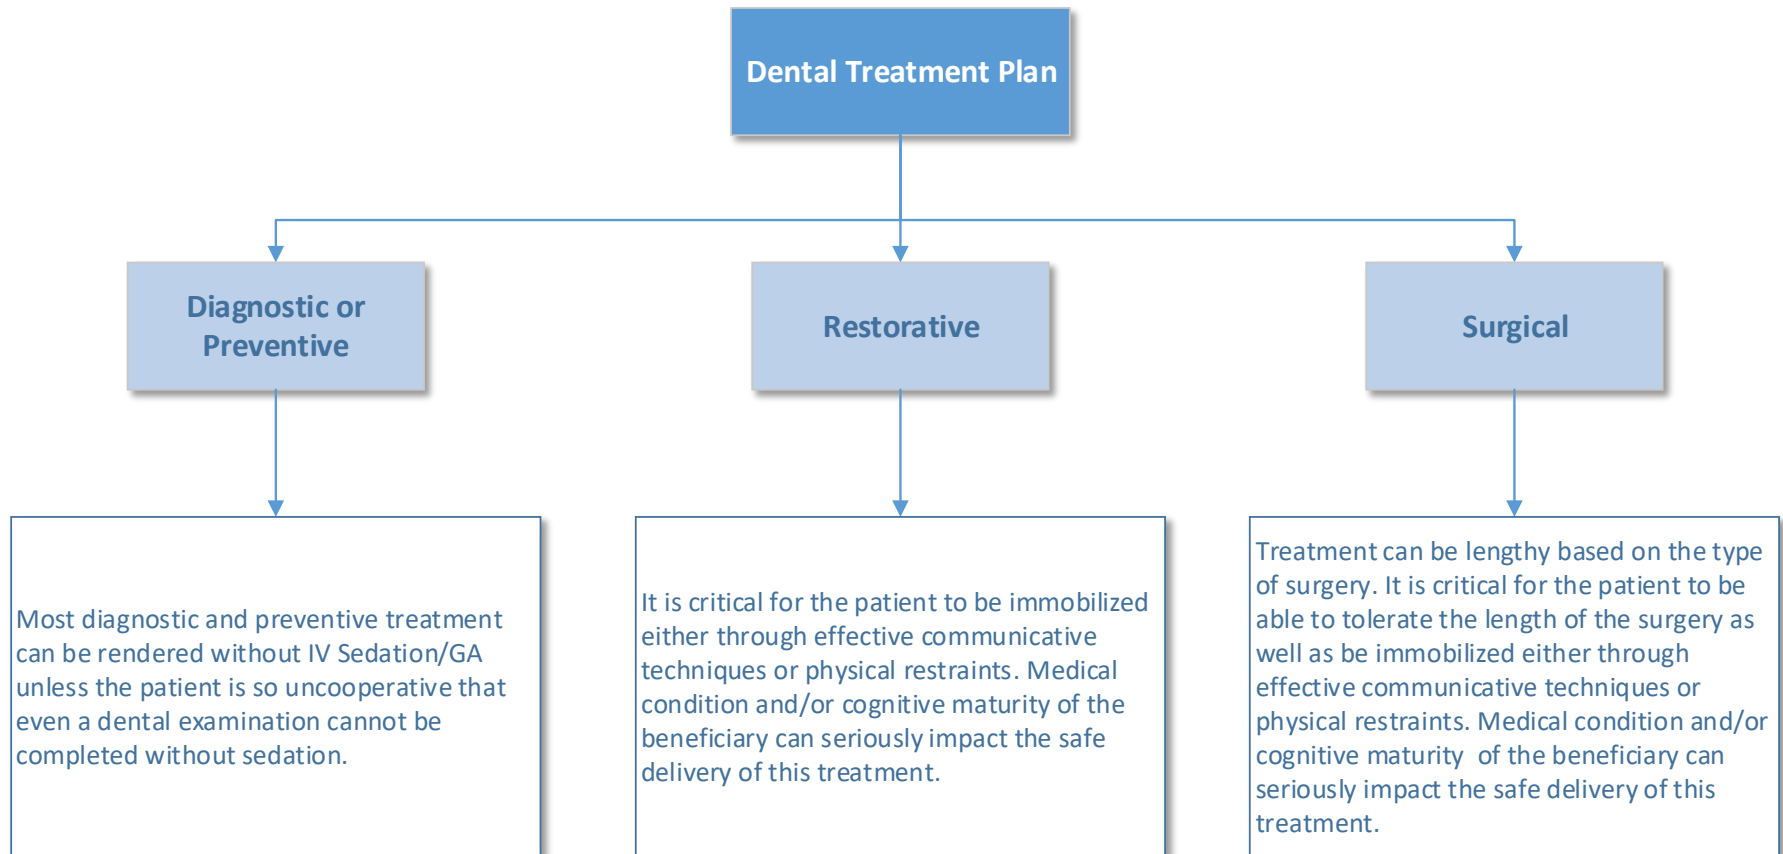 Dental Treatment Plan
Diagnostic or
Preventive
Restorative
Surgical
Most diagnostic and preventive treatment
can be rendered without IV Sedation/GA
unless the patient is so uncooperative that
even a dental examination cannot be
completed without sedation.
It is critical for the patient to be immobilized
either through effective communicative
techniques or physical restraints. Medical
condition and/or cognitive maturity of the
beneficiary can seriously impact the safe
delivery of this treatment.
Treatment can be lengthy based on the type
of surgery. It is critical for the patient to be
able to tolerate the length of the surgery as
well as be immobilized either through
effective communicative techniques or
physical restraints. Medical condition and/or
cognitive maturity of the beneficiary can
seriously impact the safe delivery of this
treatment.